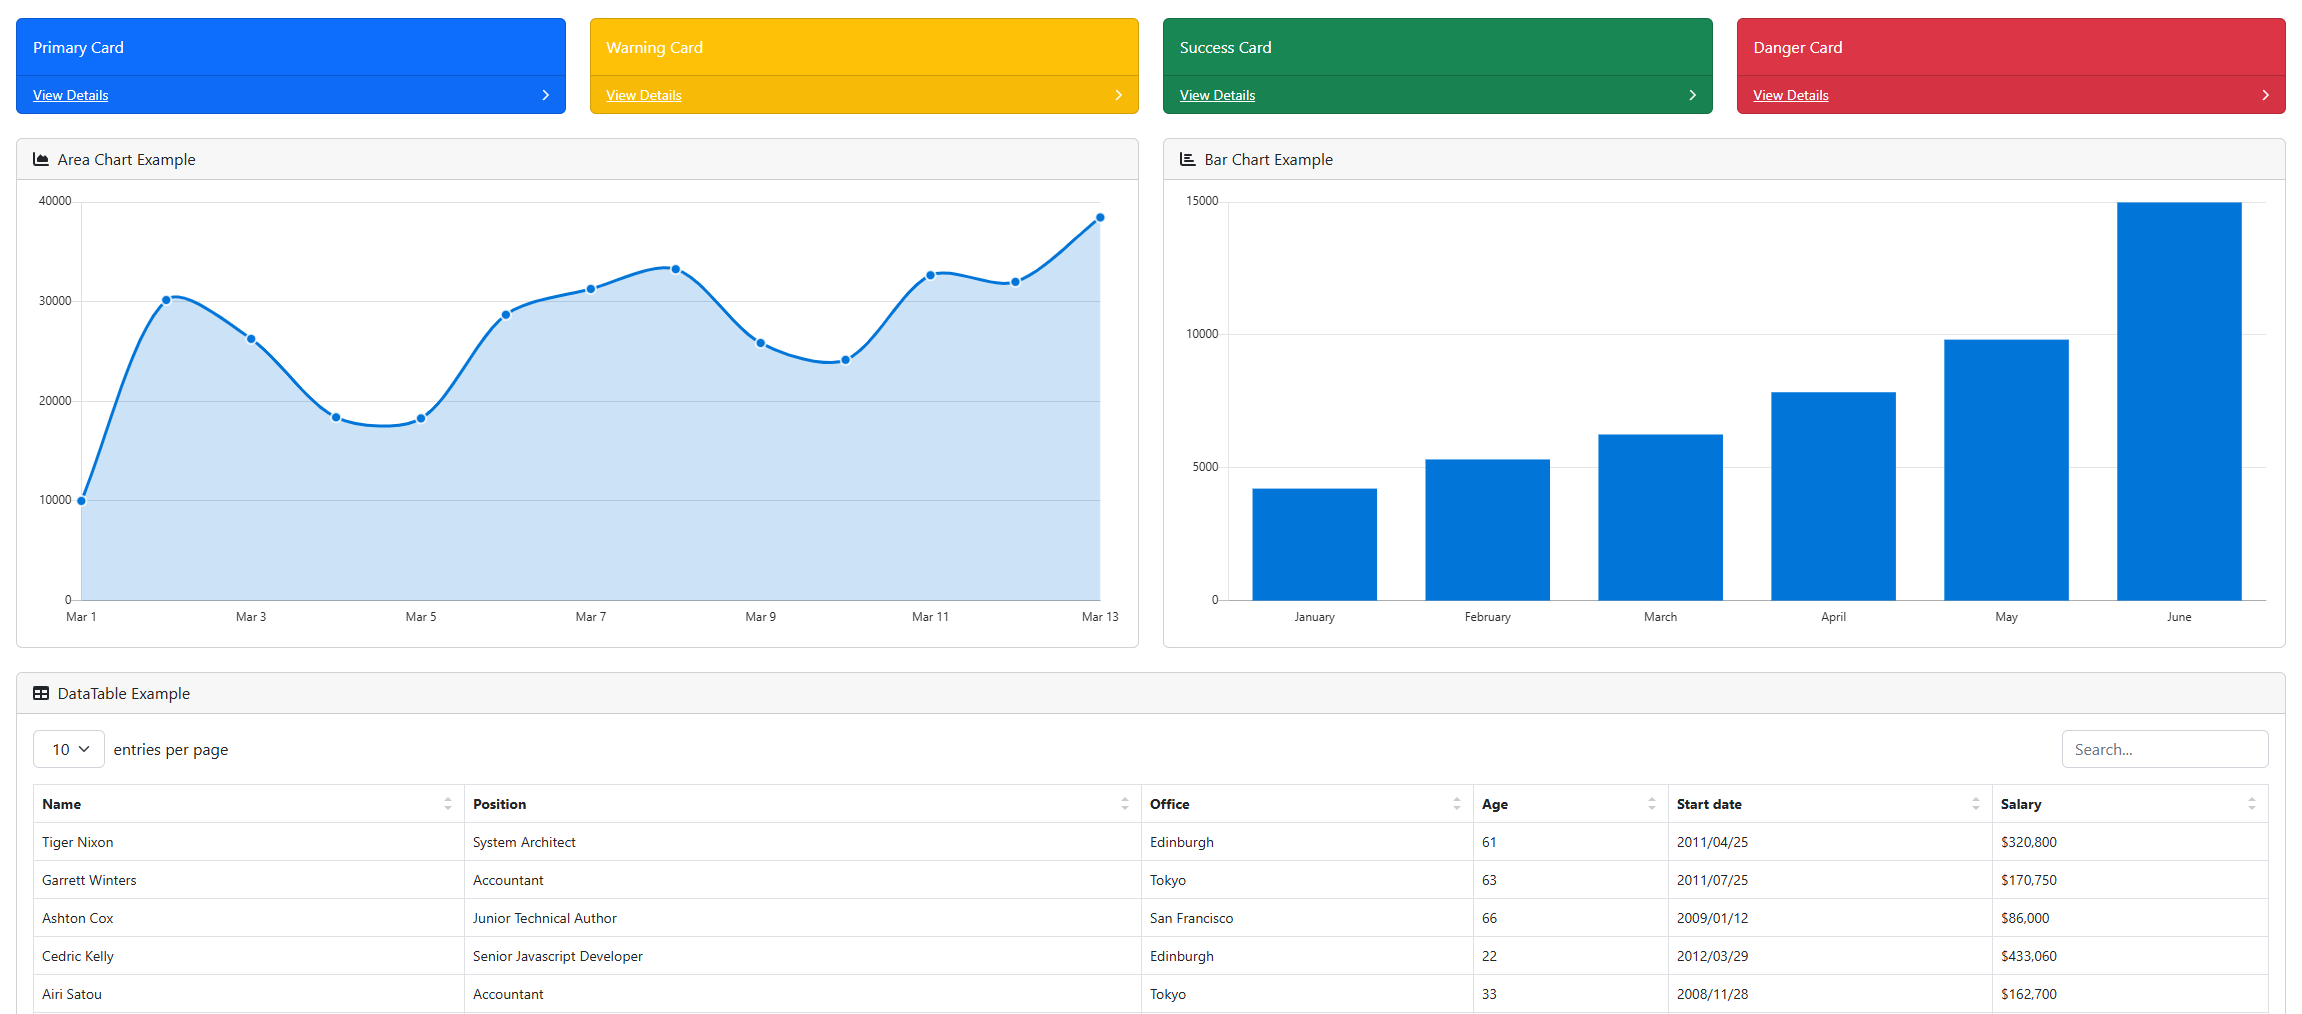 Primary Card
View Details
Warning Card
View Details
Success Card
View Details
Danger Card
View Details
Area Chart Example
40000
30000
20000
10000
0
Mar 1 Mar 3 Mar 5 Mar 7 Mar 9 Mar 11 Mar 13
Bar Chart Example
15000
10000
5000
0
January February March April May June
DataTable Example
10 entries per page
Search...
Name Position Office Age Start date Salary
Tiger Nixon System Architect Edinburgh 61 2011/04/25 $320,800
Garrett Winters Accountant Tokyo 63 2011/07/25 $170,750
Ashton Cox Junior Technical Author San Francisco 66 2009/01/12 $86,000
Cedric Kelly Senior Javascript Developer Edinburgh 22 2012/03/29 $433,060
Airi Satou Accountant Tokyo 33 2008/11/28 $162,700